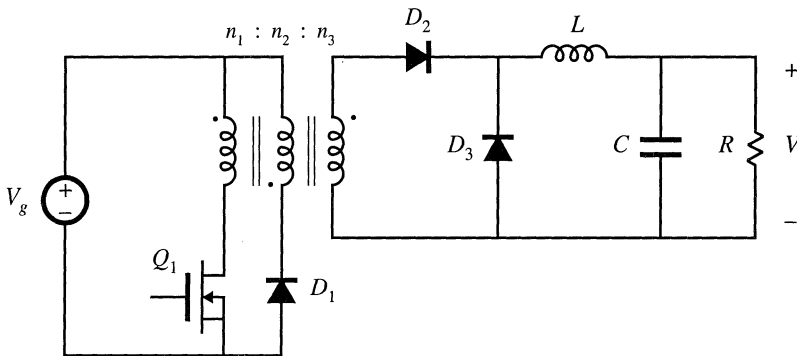 n₁ : n₂ : n₃
D₂
L
+
Vg
+
−
D₃
C
R
V
Q₁
D₁
−